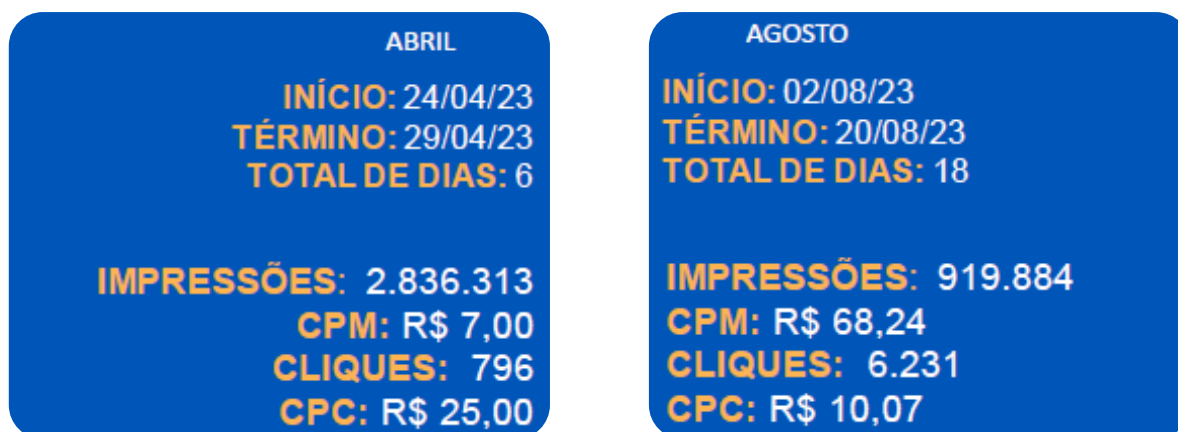 ABRIL
INÍCIO: 24/04/23
TÉRMINO: 29/04/23
TOTAL DE DIAS: 6
IMPRESSÕES: 2.836.313
CPM: R$ 7,00
CLIQUES: 796
CPC: R$ 25,00
AGOSTO
INÍCIO: 02/08/23
TÉRMINO: 20/08/23
TOTAL DE DIAS: 18
IMPRESSÕES: 919.884
CPM: R$ 68,24
CLIQUES: 6.231
CPC: R$ 10,07